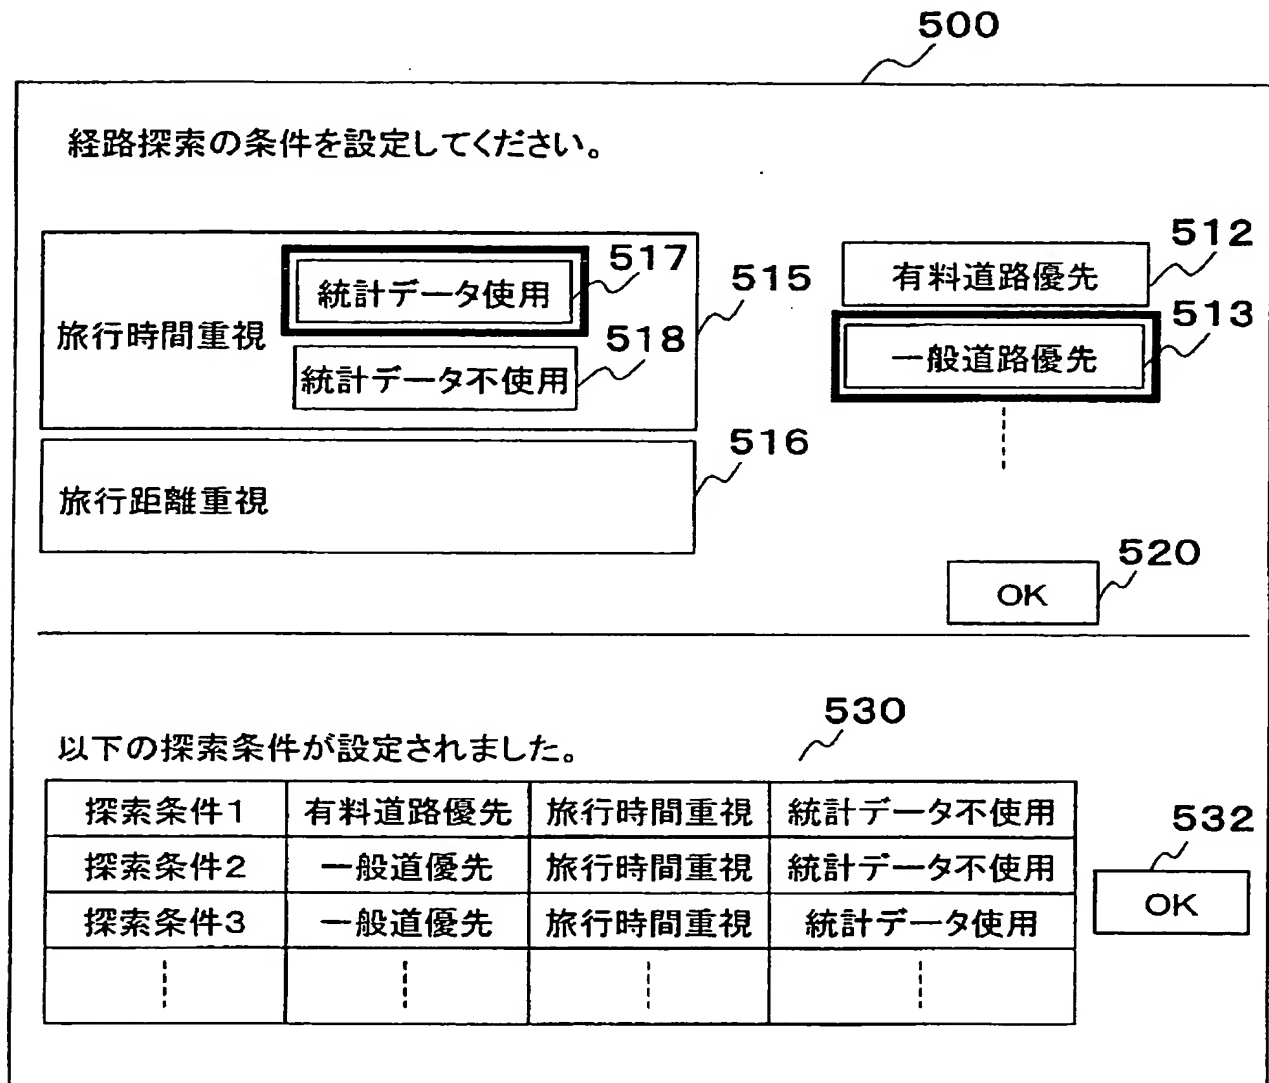 500
経路探索の条件を設定してください。
旅行時間重視
統計データ使用
517
統計データ不使用
518
515
有料道路優先
512
一般道路優先
513
旅行距離重視
516
OK
520
以下の探索条件が設定されました。
530
探索条件1 有料道路優先 旅行時間重視 統計データ不使用
探索条件2 一般道優先 旅行時間重視 統計データ不使用
探索条件3 一般道優先 旅行時間重視 統計データ使用
OK
532